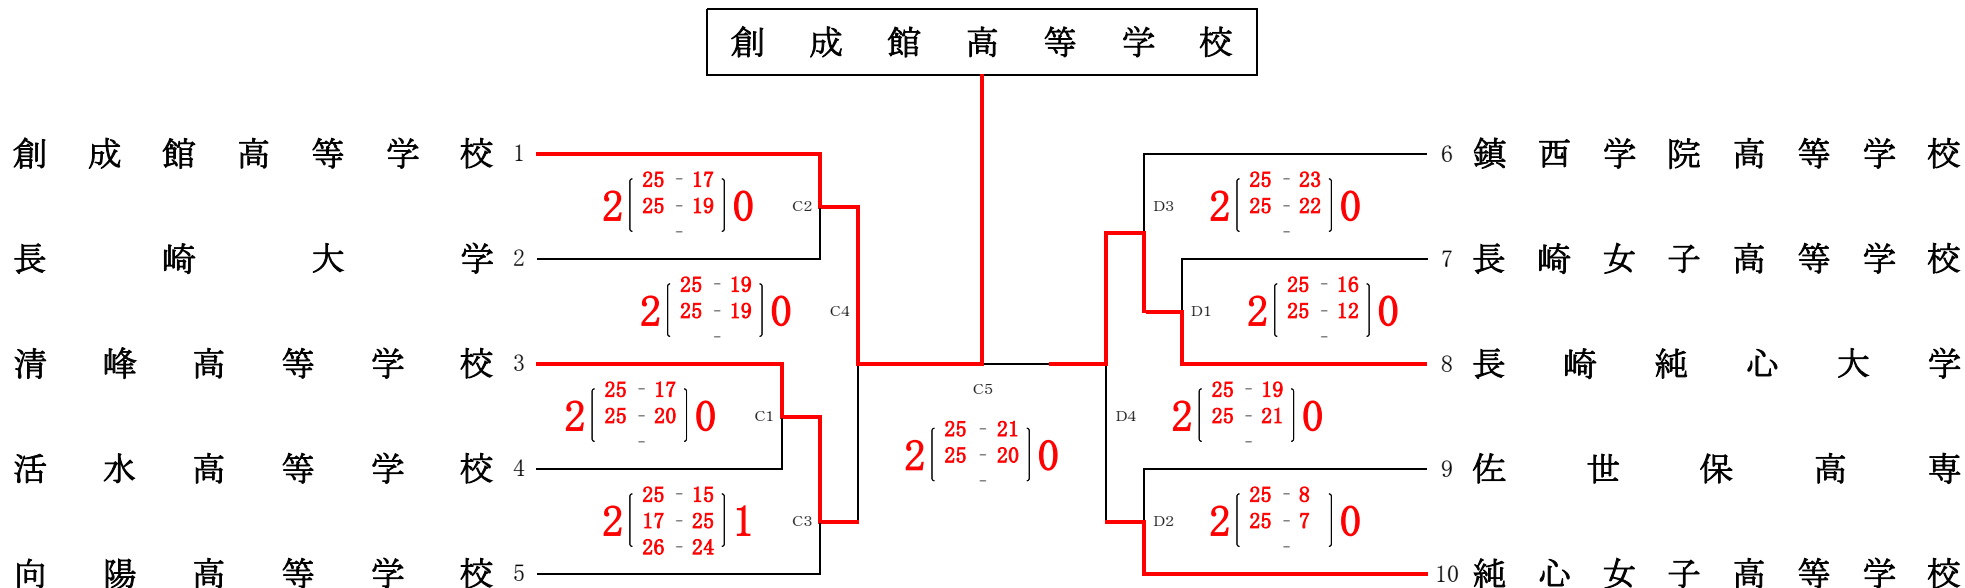 創成館高等学校
創成館高等学校 1
長崎大学 2
清峰高等学校 3
活水高等学校 4
向陽高等学校 5
6 鎮西学院高等学校
7 長崎女子高等学校
8 長崎純心大学
9 佐世保高専
10 純心女子高等学校
C2
2 0
25 - 17
25 - 19
-
C4
2 0
25 - 19
25 - 19
-
C1
2 0
25 - 17
25 - 20
-
C3
2 1
25 - 15
17 - 25
26 - 24
C5
2 0
25 - 21
25 - 20
-
D3
2 0
25 - 23
25 - 22
-
D1
2 0
25 - 16
25 - 12
-
D4
2 0
25 - 19
25 - 21
-
D2
2 0
25 - 8
25 - 7
-